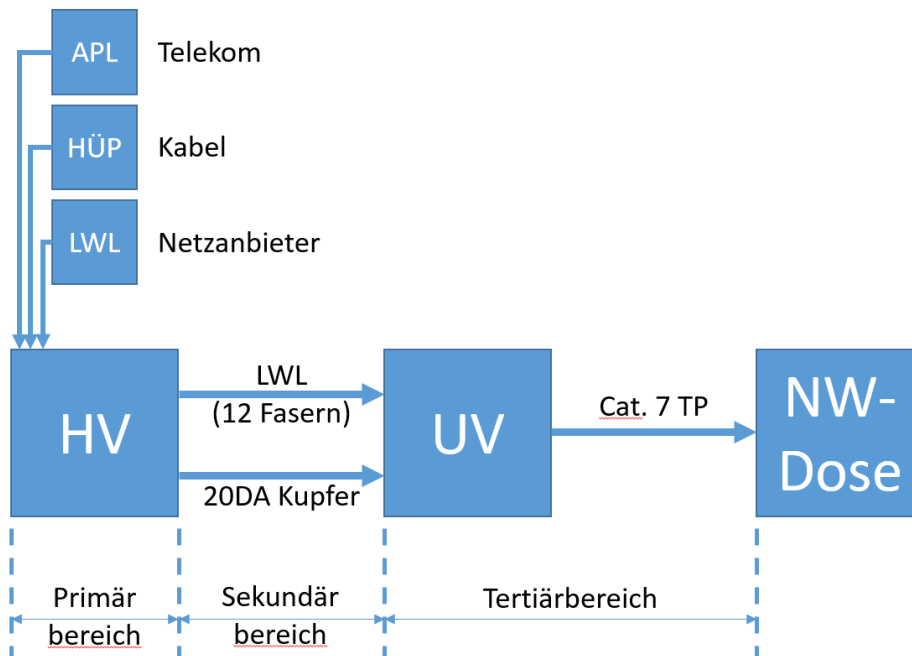 APL
Telekom
HÜP
Kabel
LWL
Netzanbieter
HV
LWL
(12 Fasern)
20DA Kupfer
UV
Cat. 7 TP
NW-
Dose
Primär
bereich
Sekundär
bereich
Tertiärbereich